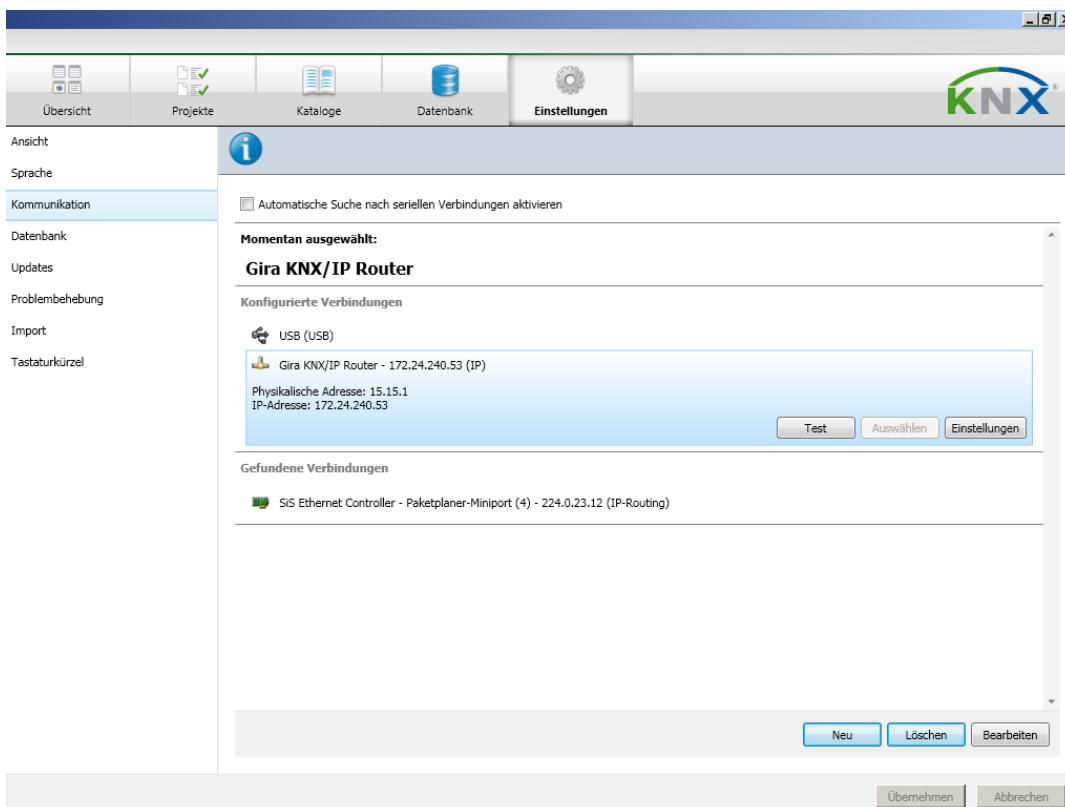 Übersicht
Projekte
Kataloge
Datenbank
Einstellungen
KNX®
Ansicht
Sprache
Kommunikation
Datenbank
Updates
Problembehebung
Import
Tastaturkürzel
Automatische Suche nach seriellen Verbindungen aktivieren
Momentan ausgewählt:
Gira KNX/IP Router
Konfigurierte Verbindungen
USB (USB)
Gira KNX/IP Router - 172.24.240.53 (IP)
Physikalische Adresse: 15.15.1
IP-Adresse: 172.24.240.53
Test
Auswählen
Einstellungen
Gefundene Verbindungen
SiS Ethernet Controller - Paketplaner-Miniport (4) - 224.0.23.12 (IP-Routing)
Neu
Löschen
Bearbeiten
Übernehmen
Abbrechen